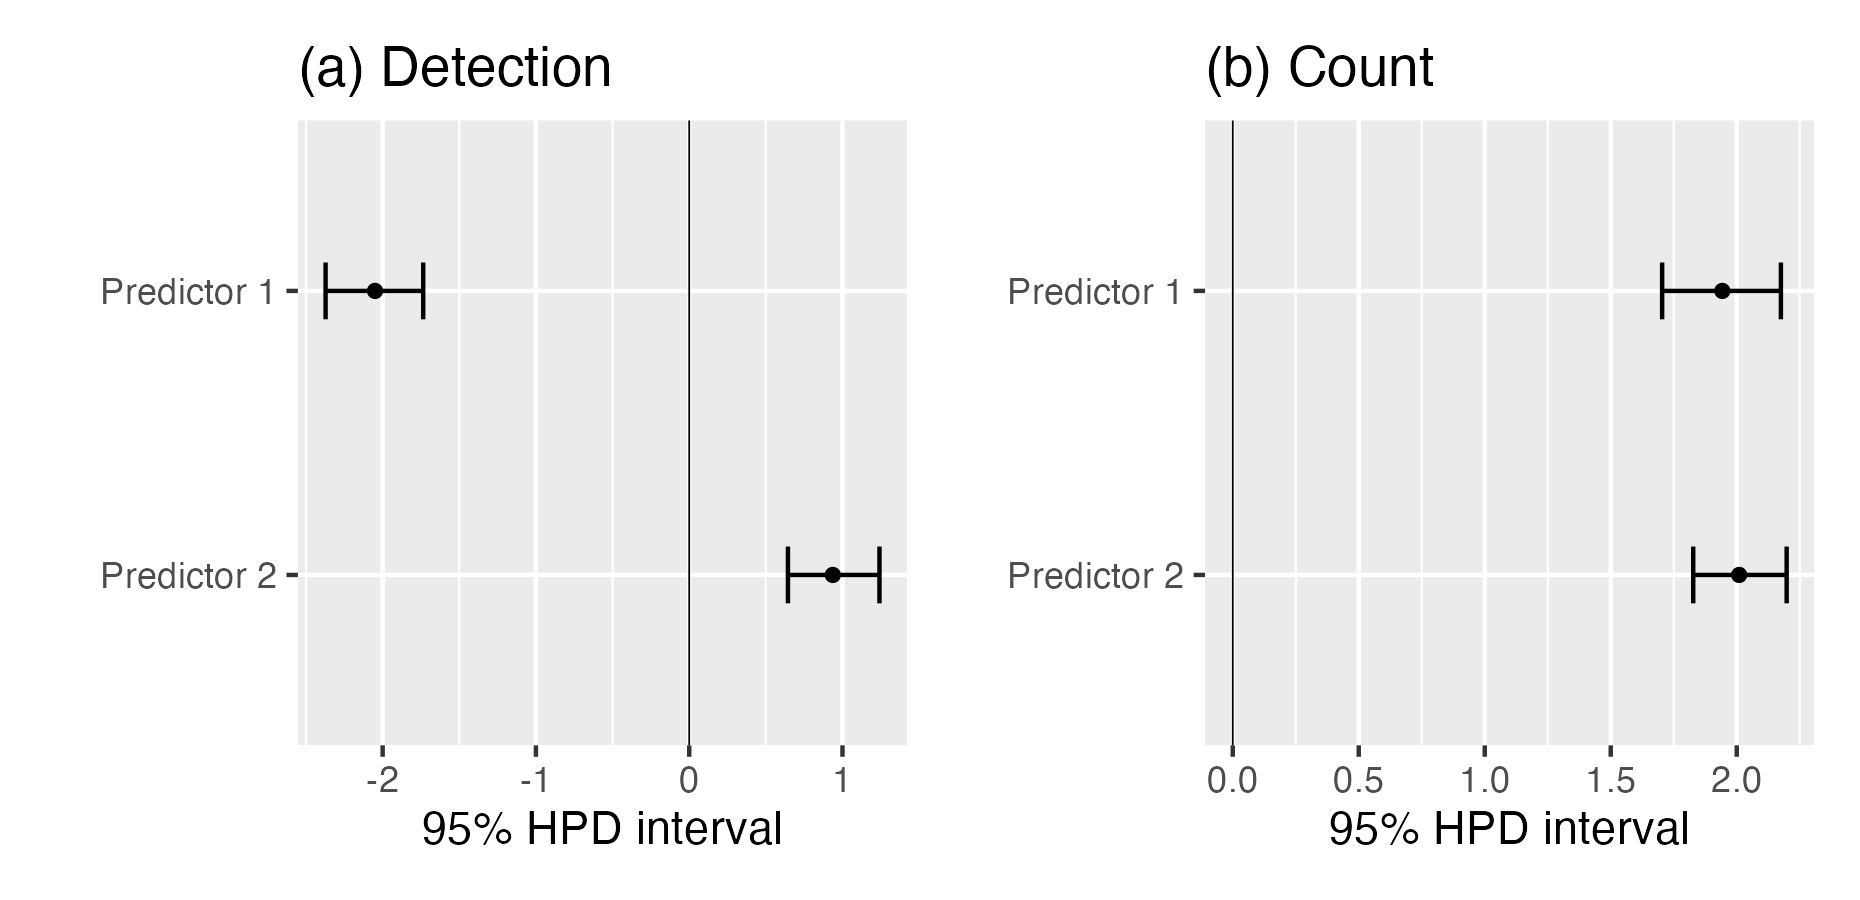 (a) Detection
Predictor 1
Predictor 2
-2 -1 0 1
95% HPD interval
(b) Count
Predictor 1
Predictor 2
0.0 0.5 1.0 1.5 2.0
95% HPD interval